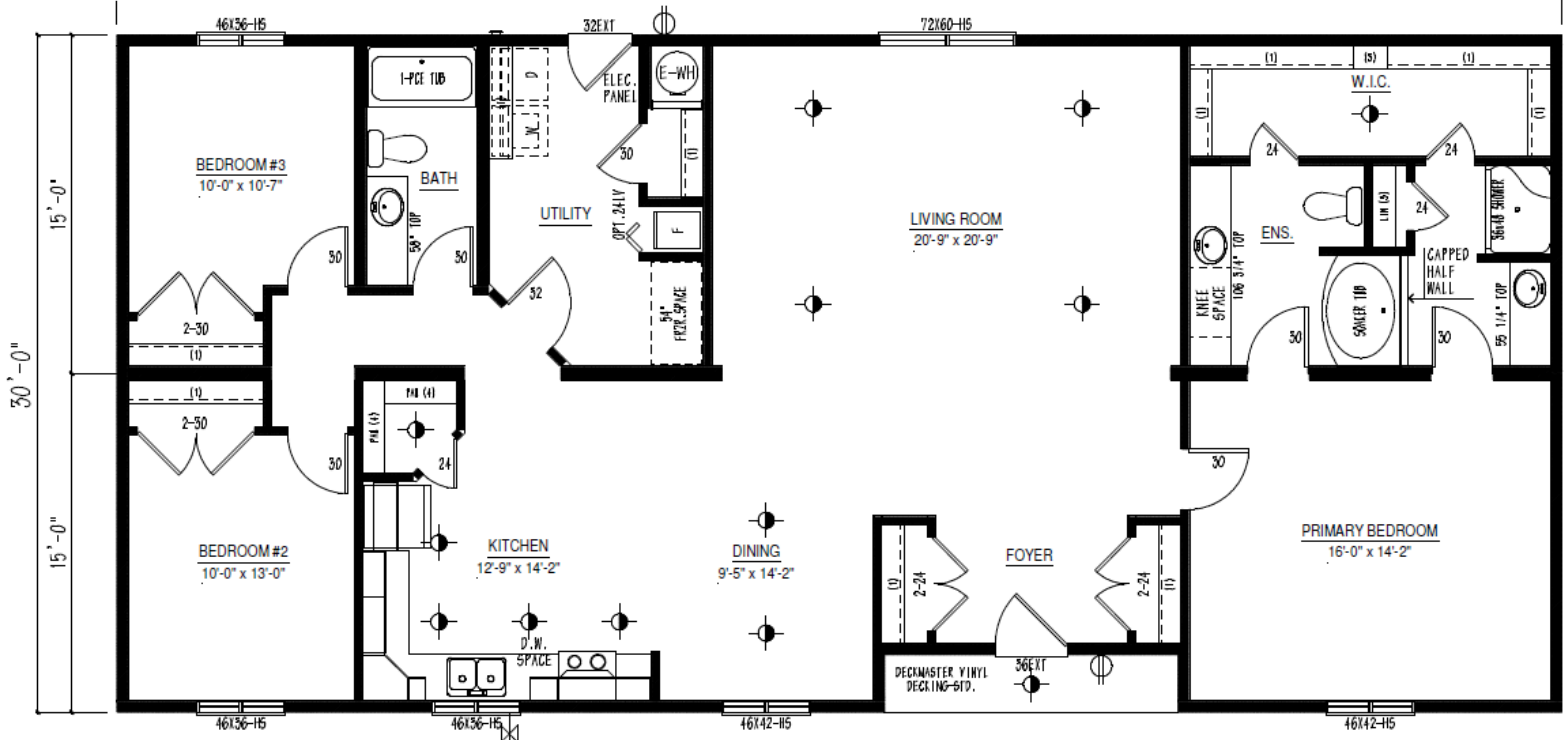 46X36-H5
32EXT
72X60-H5
1-PCE TUB
D
W
ELEC.
PANEL
E-WH
(1)
(5)
(1)
W.I.C.
(1)
(1)
BEDROOM #3
10'-0" x 10'-7"
BATH
30
(1)
24
24
15'-0"
UTILITY
OPT. 24LV
F
LIVING ROOM
20'-9" x 20'-9"
58" TOP
ENS.
LIN (5)
24
36x48 SHOWER
30
30
32
54"
FRZR. SPACE
KNEE
SPACE
106 3/4" TOP
SOAKER TUB
CAPPED
HALF
WALL
55 1/4" TOP
2-30
(1)
30
30
30'-0"
(1)
2-30
PAN (4)
PAN (4)
30
24
30
15'-0"
BEDROOM #2
10'-0" x 13'-0"
KITCHEN
12'-9" x 14'-2"
DINING
9'-5" x 14'-2"
FOYER
PRIMARY BEDROOM
16'-0" x 14'-2"
(1)
2-24
2-24
(1)
D.W.
SPACE
DECKMASTER VINYL
DECKING-STD.
36EXT
46X36-H5
46X36-H5
46X42-H5
46X42-H5